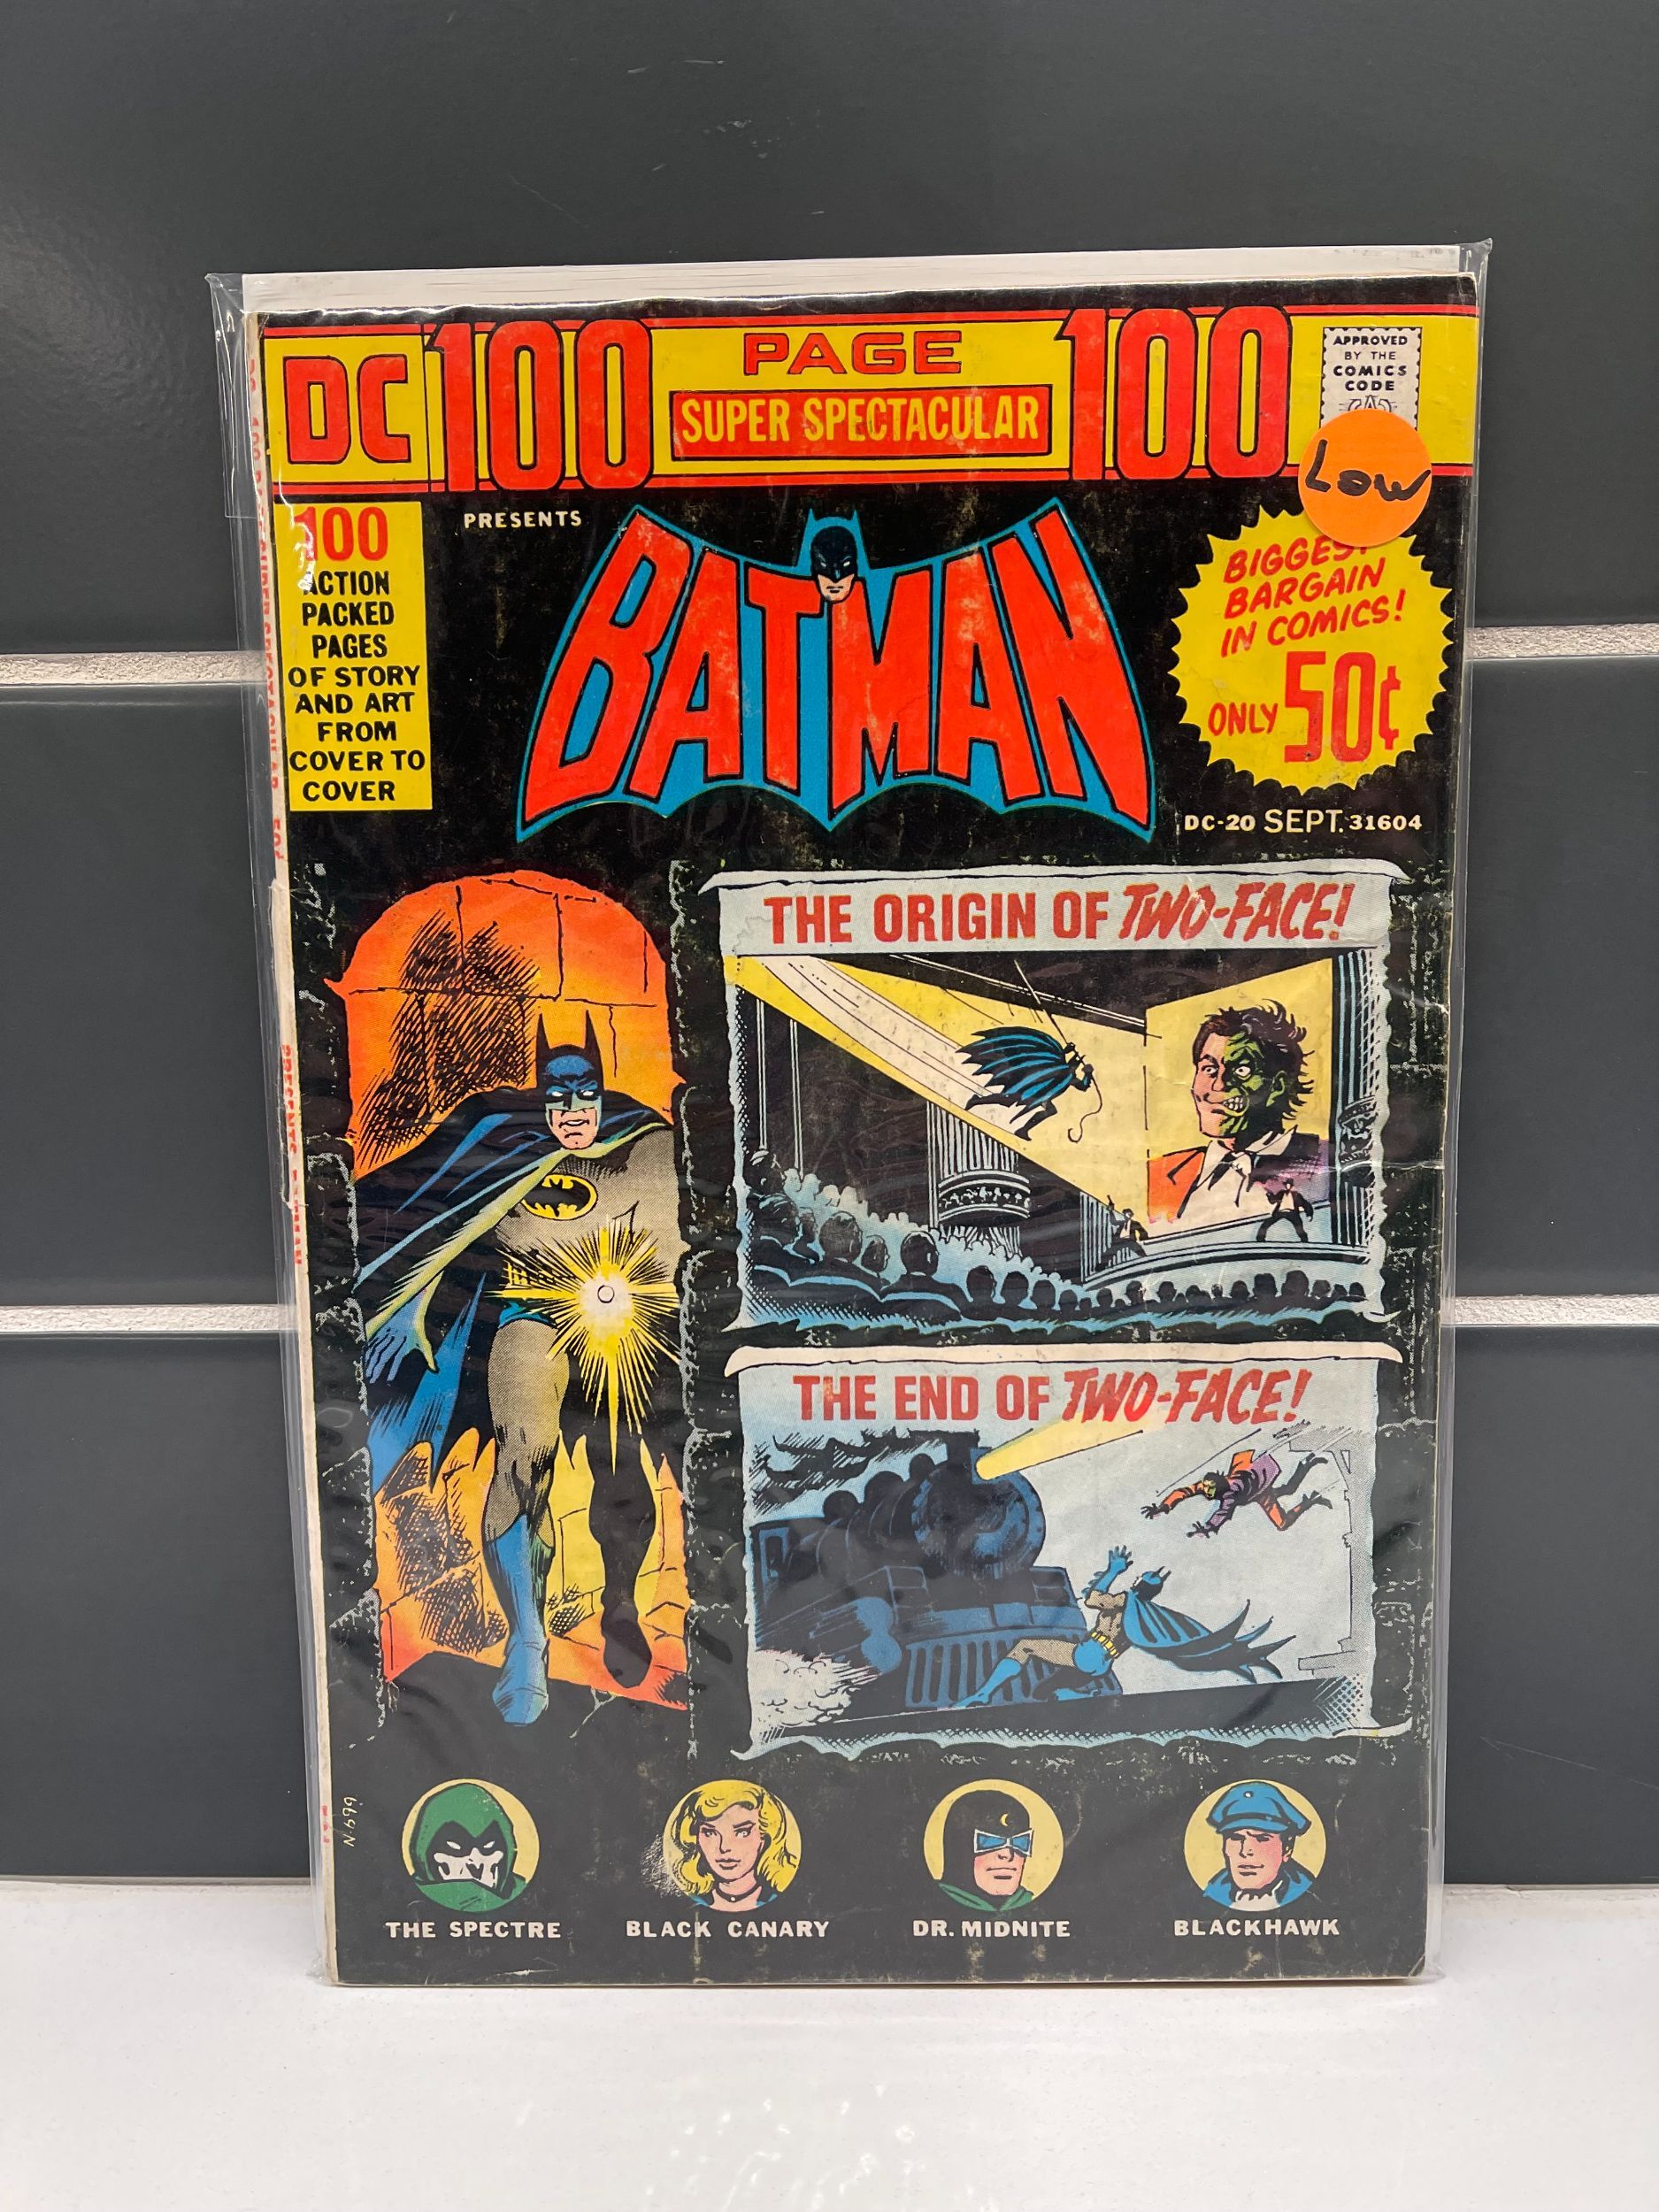 DC 100 PAGE 100
SUPER SPECTACULAR
APPROVED
BY THE
COMICS
CODE
Low
100
ACTION
PACKED
PAGES
OF STORY
AND ART
FROM
COVER TO
COVER
PRESENTS
BATMAN
BIGGEST
BARGAIN
IN COMICS!
ONLY 50¢
DC-20 SEPT. 31604
THE ORIGIN OF TWO-FACE!
THE END OF TWO-FACE!
N.699
THE SPECTRE
BLACK CANARY
DR. MIDNITE
BLACKHAWK